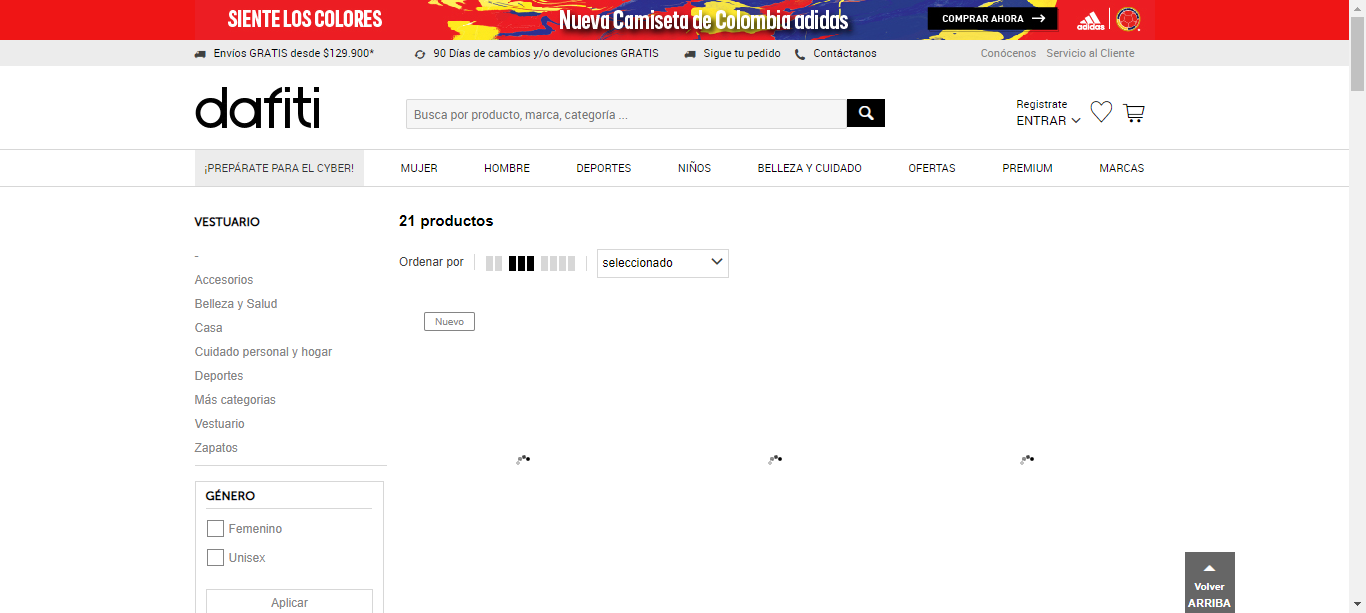 SIENTE LOS COLORES
Nueva Camiseta de Colombia adidas
COMPRAR AHORA
adidas
Envíos GRATIS desde $129.900*
90 Días de cambios y/o devoluciones GRATIS
Sigue tu pedido
Contáctanos
Conócenos
Servicio al Cliente
dafiti
Busca por producto, marca, categoría ...
Registrate
ENTRAR
¡PREPÁRATE PARA EL CYBER!
MUJER
HOMBRE
DEPORTES
NIÑOS
BELLEZA Y CUIDADO
OFERTAS
PREMIUM
MARCAS
VESTUARIO
-
Accesorios
Belleza y Salud
Casa
Cuidado personal y hogar
Deportes
Más categorias
Vestuario
Zapatos
GÉNERO
Femenino
Unisex
Aplicar
21 productos
Ordenar por
seleccionado
Nuevo
Volver
ARRIBA